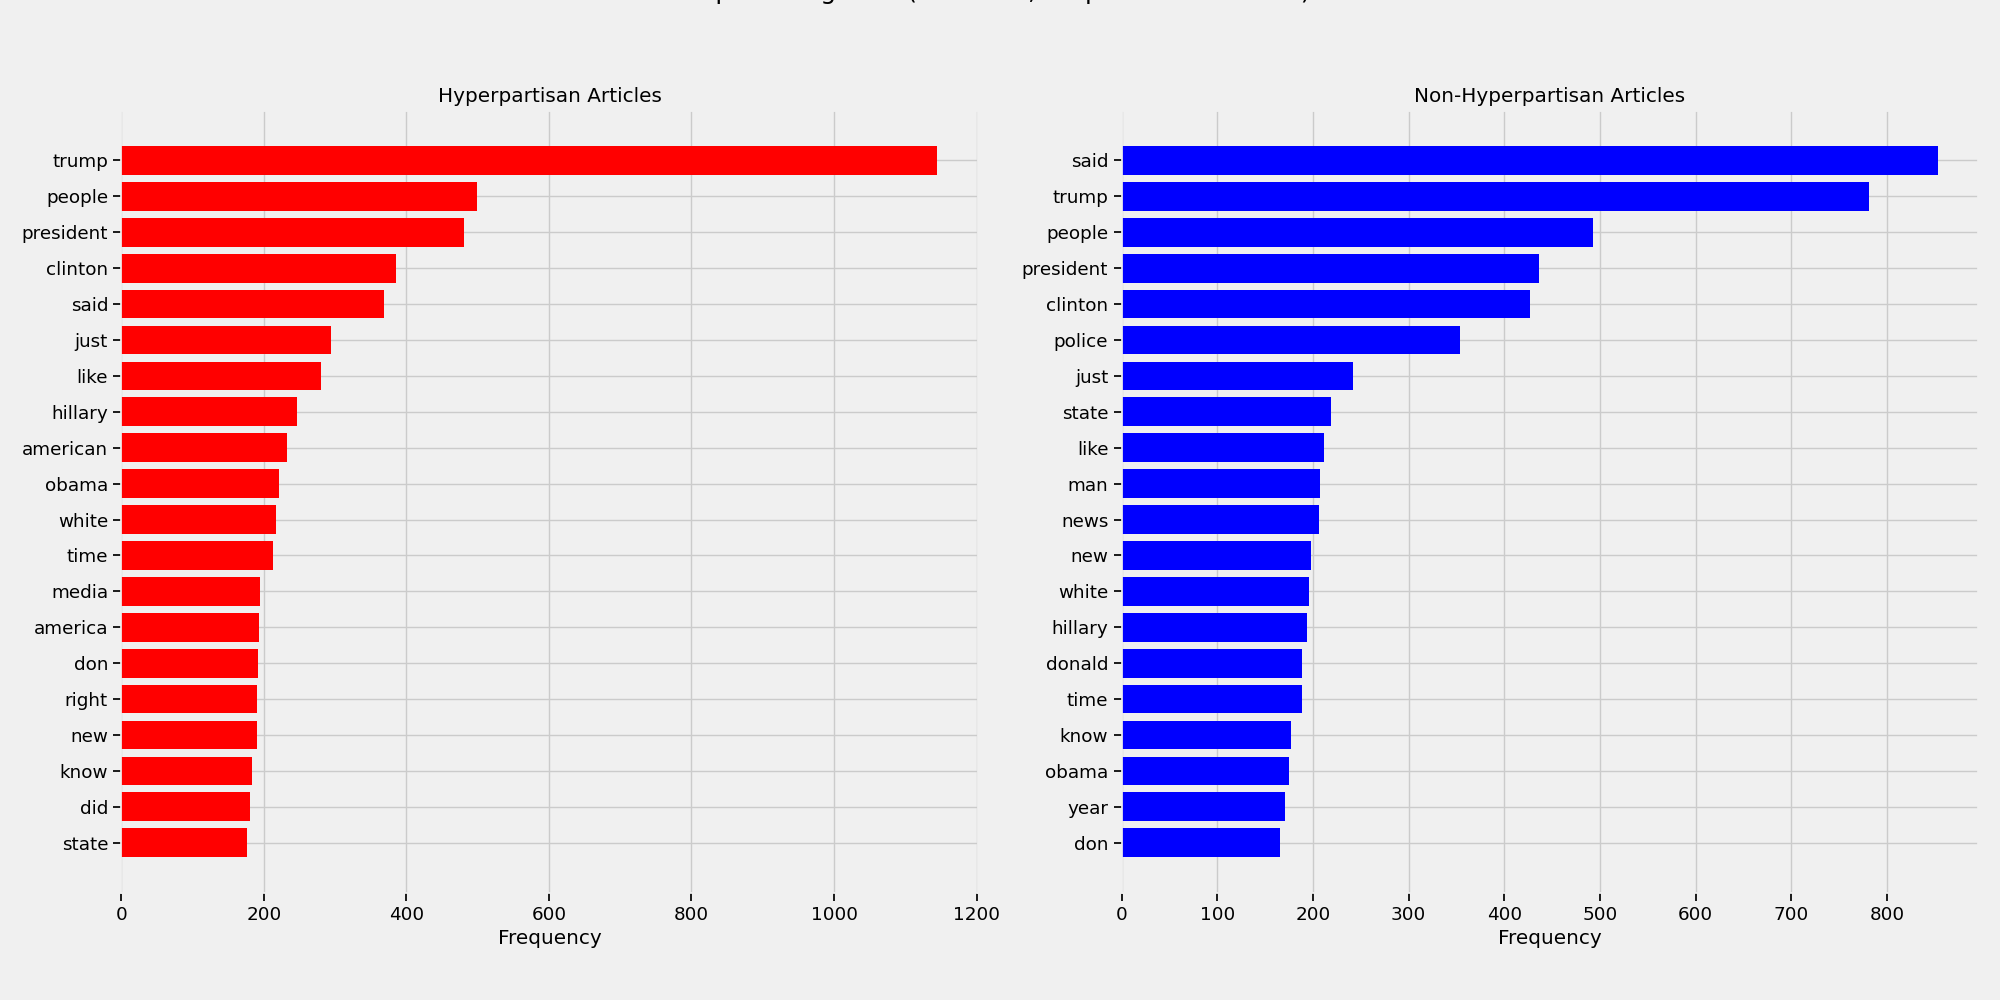 Hyperpartisan Articles
trump
people
president
clinton
said
just
like
hillary
american
obama
white
time
media
america
don
right
new
know
did
state
0 200 400 600 800 1000 1200
Frequency
Non-Hyperpartisan Articles
said
trump
people
president
clinton
police
just
state
like
man
news
new
white
hillary
donald
time
know
obama
year
don
0 100 200 300 400 500 600 700 800
Frequency